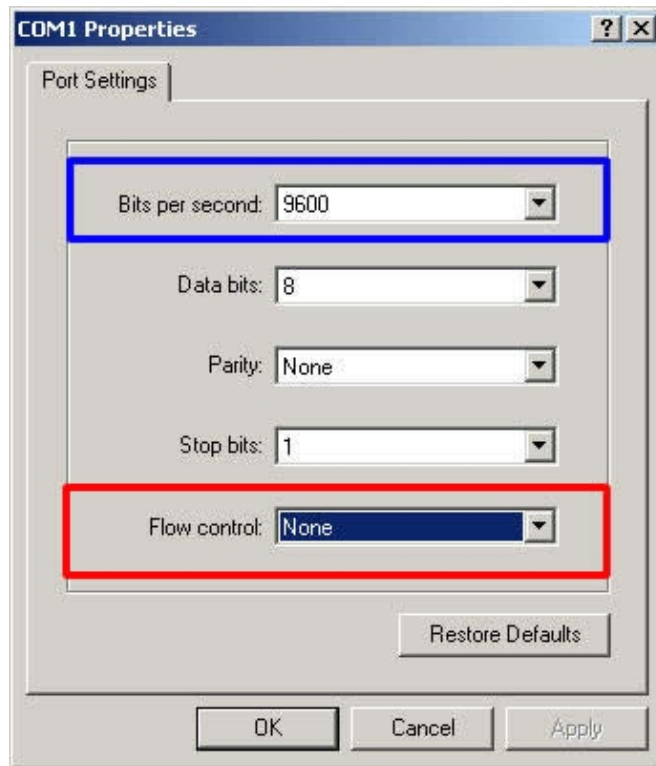 COM1 Properties
Port Settings
Bits per second: 9600
Data bits: 8
Parity: None
Stop bits: 1
Flow control: None
Restore Defaults
OK Cancel Apply